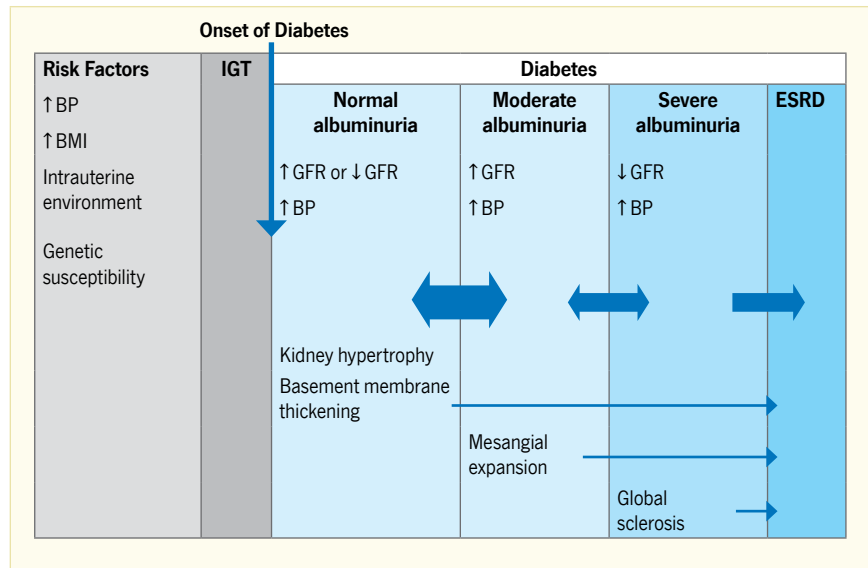 Onset of Diabetes
Risk Factors
↑ BP
↑ BMI
Intrauterine
environment
Genetic
susceptibility
IGT
Diabetes
Normal
albuminuria
↑ GFR or ↓ GFR
↑ BP
Moderate
albuminuria
↑ GFR
↑ BP
Severe
albuminuria
↓ GFR
↑ BP
ESRD
Kidney hypertrophy
Basement membrane
thickening
Mesangial
expansion
Global
sclerosis